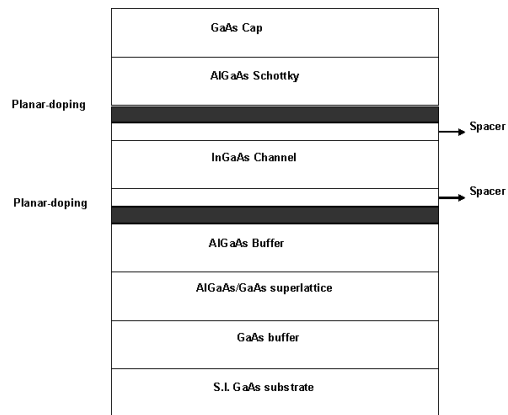 GaAs Cap
AlGaAs Schottky
Planar-doping
Spacer
InGaAs Channel
Spacer
Planar-doping
AlGaAs Buffer
AlGaAs/GaAs superlattice
GaAs buffer
S.I. GaAs substrate